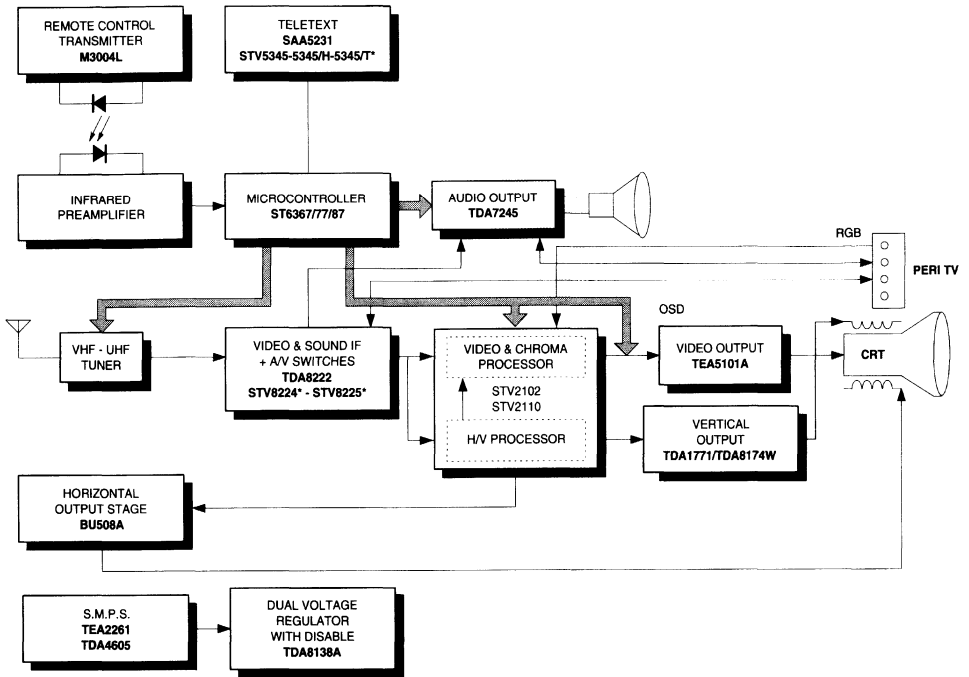 REMOTE CONTROL
TRANSMITTER
M3004L
TELETEXT
SAA5231
STV5345-5345/H-5345/T*
INFRARED
PREAMPLIFIER
MICROCONTROLLER
ST6367/77/87
AUDIO OUTPUT
TDA7245
RGB
PERI TV
VHF - UHF
TUNER
VIDEO & SOUND IF
+ A/V SWITCHES
TDA8222
STV8224* - STV8225*
VIDEO & CHROMA
PROCESSOR
STV2102
STV2110
H/V PROCESSOR
OSD
VIDEO OUTPUT
TEA5101A
CRT
VERTICAL
OUTPUT
TDA1771/TDA8174W
HORIZONTAL
OUTPUT STAGE
BU508A
S.M.P.S.
TEA2261
TDA4605
DUAL VOLTAGE
REGULATOR
WITH DISABLE
TDA8138A